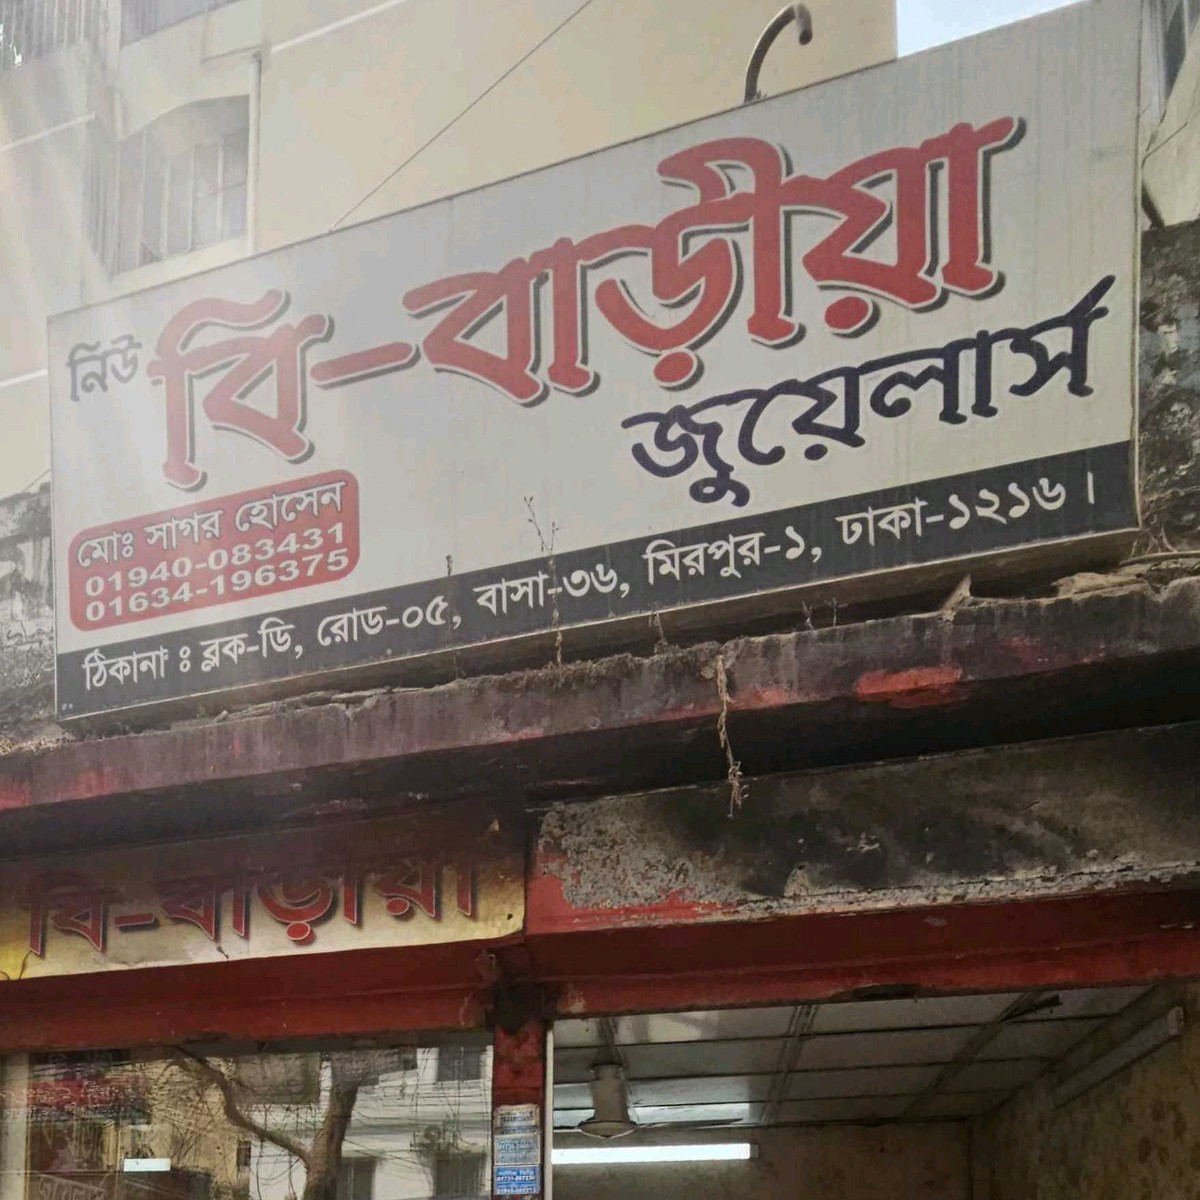 নিউ বি-বাড়ীয়া
জুয়েলার্স
মোঃ সাগর হোসেন
01940-083431
01634-196375
ঠিকানা ঃ ব্লক-ডি, রোড-০৫, বাসা-৩৬, মিরপুর-১, ঢাকা-১২১৬ ।
বি-বাড়ীয়া